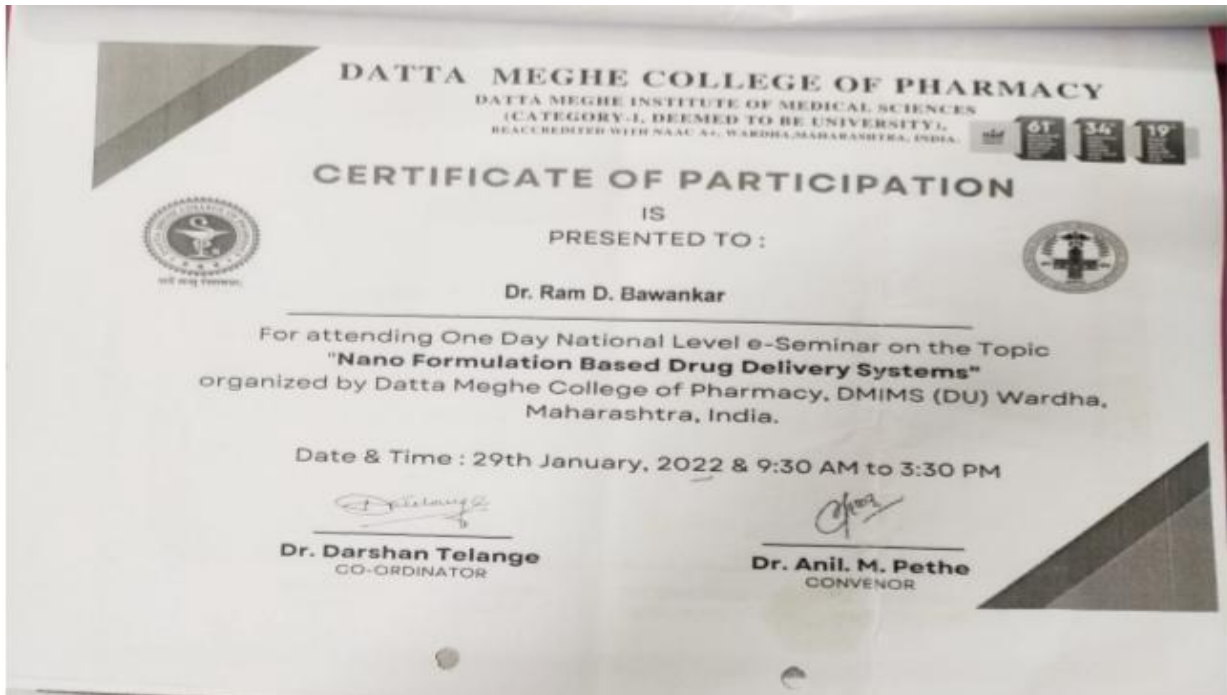 DATTA MEGHE COLLEGE OF PHARMACY
DATTA MEGHE INSTITUTE OF MEDICAL SCIENCES
(CATEGORY-I, DEEMED TO BE UNIVERSITY),
REACCREDITED WITH NAAC A+, WARDHA,MAHARASHTRA, INDIA.
61 34 19
CERTIFICATE OF PARTICIPATION
IS
PRESENTED TO :
Dr. Ram D. Bawankar
For attending One Day National Level e-Seminar on the Topic
"Nano Formulation Based Drug Delivery Systems"
organized by Datta Meghe College of Pharmacy, DMIMS (DU) Wardha,
Maharashtra, India.
Date & Time : 29th January, 2022 & 9:30 AM to 3:30 PM
Dr. Darshan Telange
CO-ORDINATOR
Dr. Anil. M. Pethe
CONVENOR